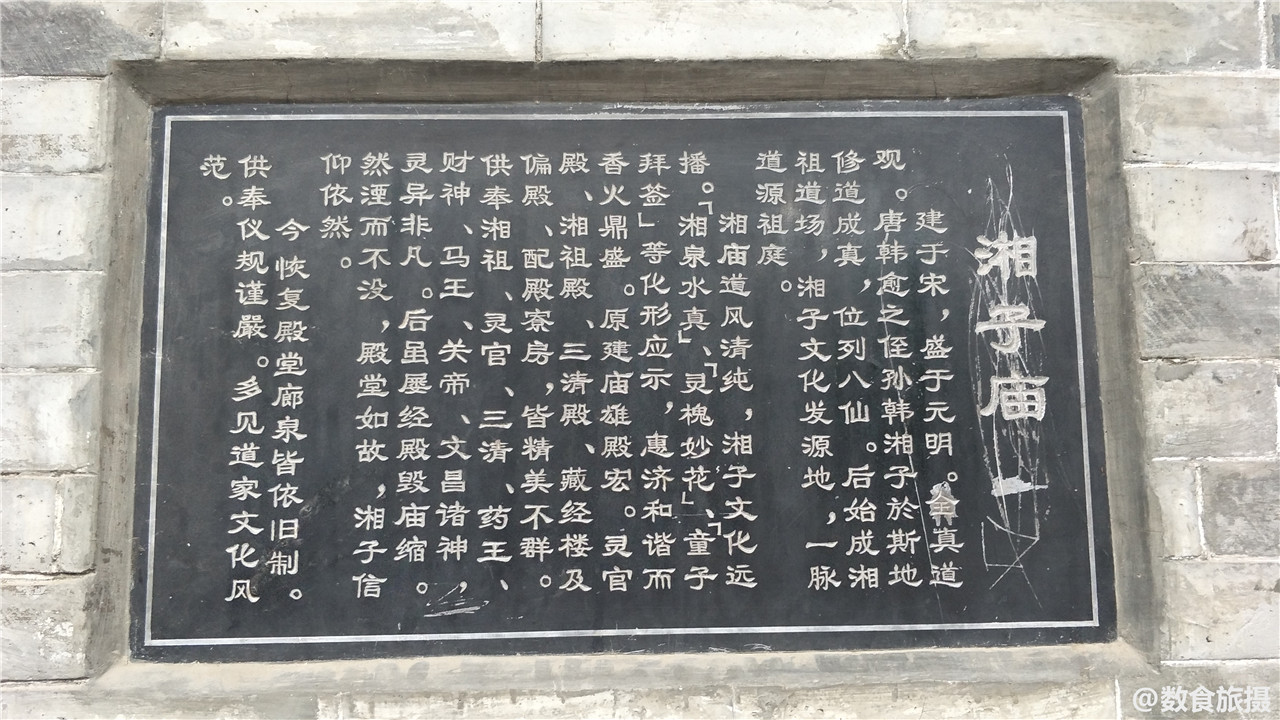 湘子庙
建于宋，盛于元明。全真道
观。唐韩愈之侄孙韩湘子於斯地
修道成真，位列八仙。后始成湘
祖道场，湘子文化发源地，一脉
道源祖庭。
湘庙道风清纯，湘子文化远
播。「湘泉水真」、「灵槐妙花」、「童子
拜签」等化形应示，惠济和谐而
香火鼎盛。原建庙雄殿宏。灵官
殿、湘祖殿、三清殿、藏经楼及
偏殿、配殿寮房，皆精美不群。
供奉湘祖、灵官、三清、药王、
财神、马王、关帝、文昌诸神，
灵异非凡。后虽屡经殿毁庙缩。
然湮而不没，殿堂如故，湘子信
仰依然。
今恢复殿堂廊泉皆依旧制。
供奉仪规谨嚴。多见道家文化风
范。
@数食旅摄